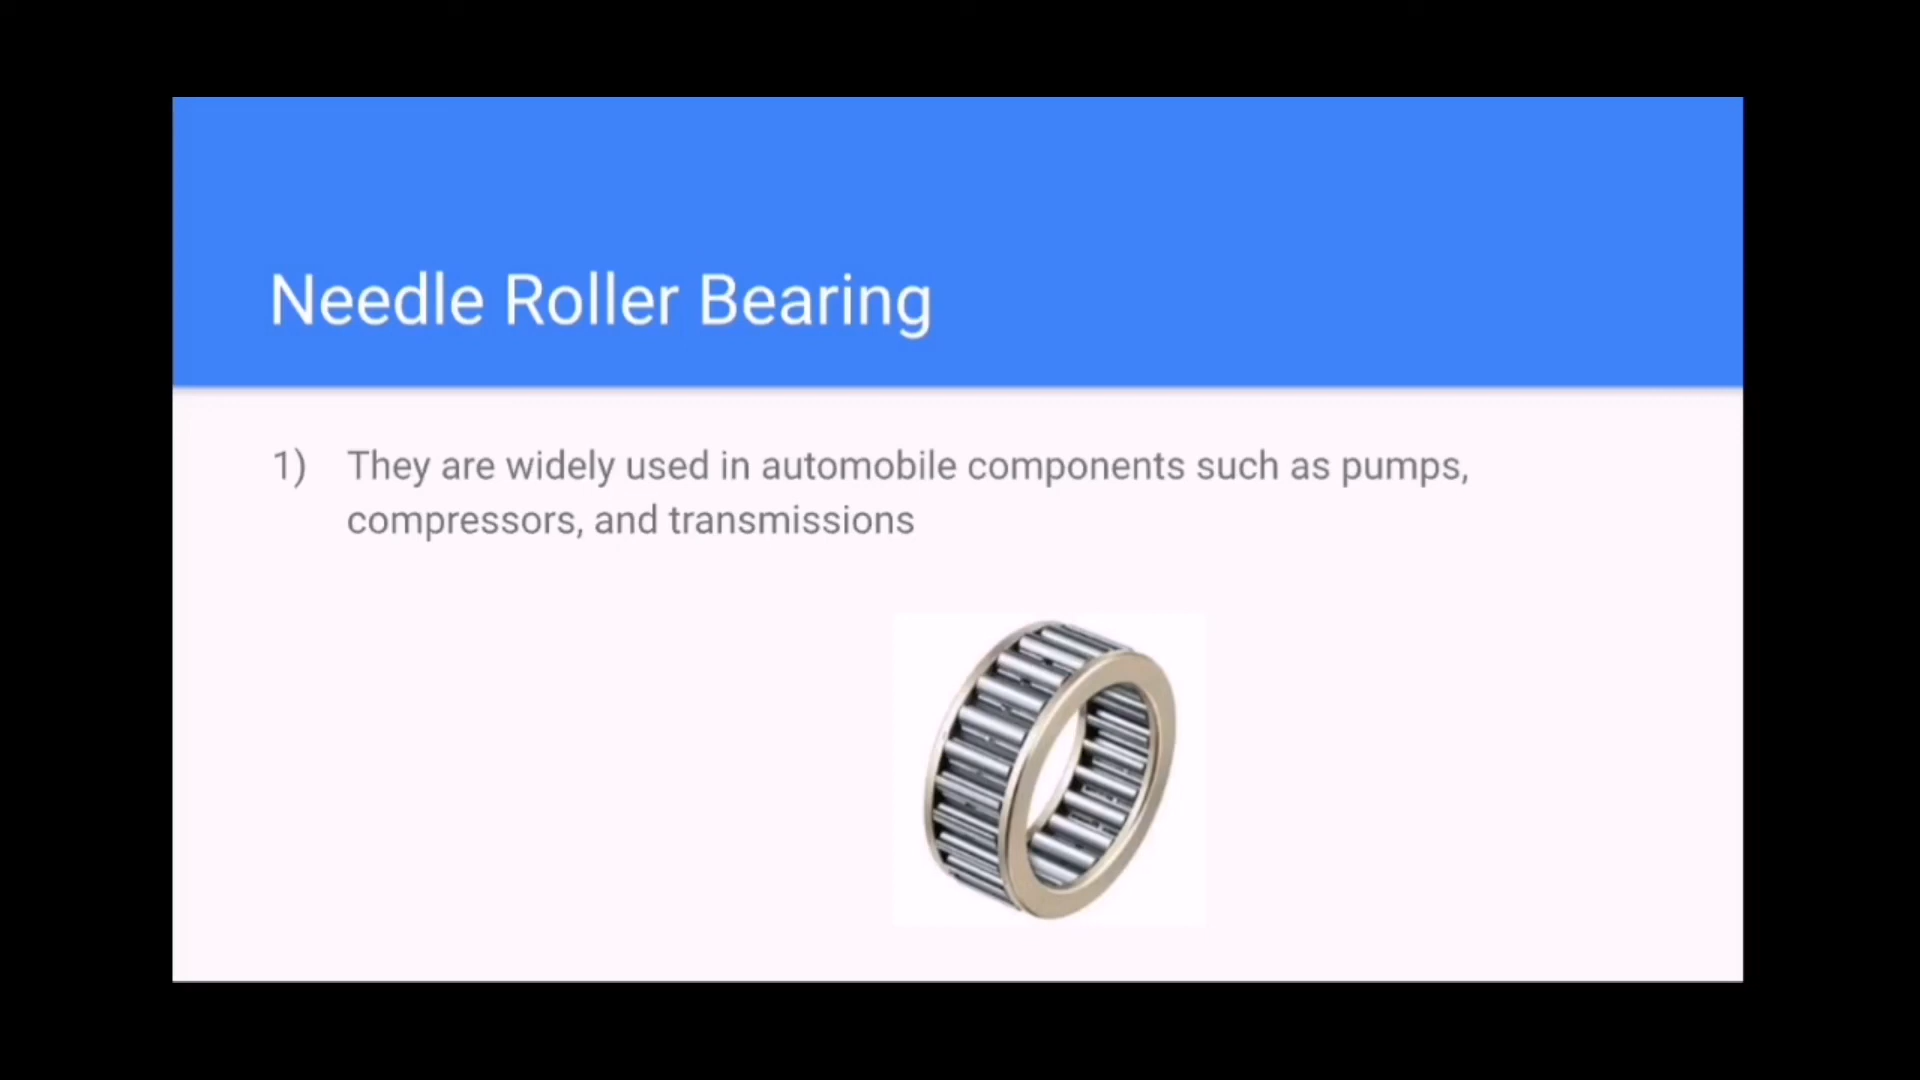 Needle Roller Bearing
1) They are widely used in automobile components such as pumps,
compressors, and transmissions